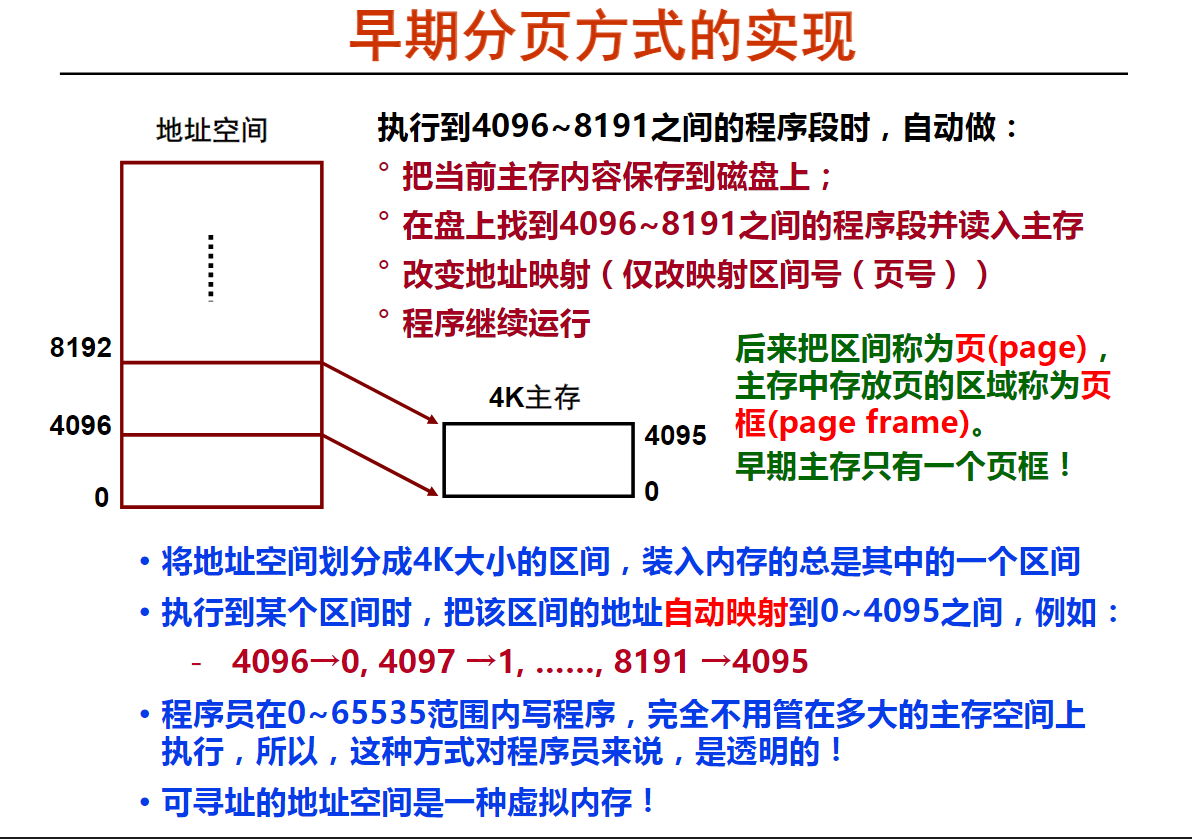 早期分页方式的实现
地址空间
执行到4096~8191之间的程序段时，自动做：
° 把当前主存内容保存到磁盘上；
° 在盘上找到4096~8191之间的程序段并读入主存
° 改变地址映射（仅改映射区间号（页号））
° 程序继续运行
8192
4096
0
4K主存
4095
0
后来把区间称为页(page)，
主存中存放页的区域称为页
框(page frame)。
早期主存只有一个页框！
• 将地址空间划分成4K大小的区间，装入内存的总是其中的一个区间
• 执行到某个区间时，把该区间的地址自动映射到0~4095之间，例如：
- 4096→0, 4097 →1, ……, 8191 →4095
• 程序员在0~65535范围内写程序，完全不用管在多大的主存空间上
执行，所以，这种方式对程序员来说，是透明的！
• 可寻址的地址空间是一种虚拟内存！